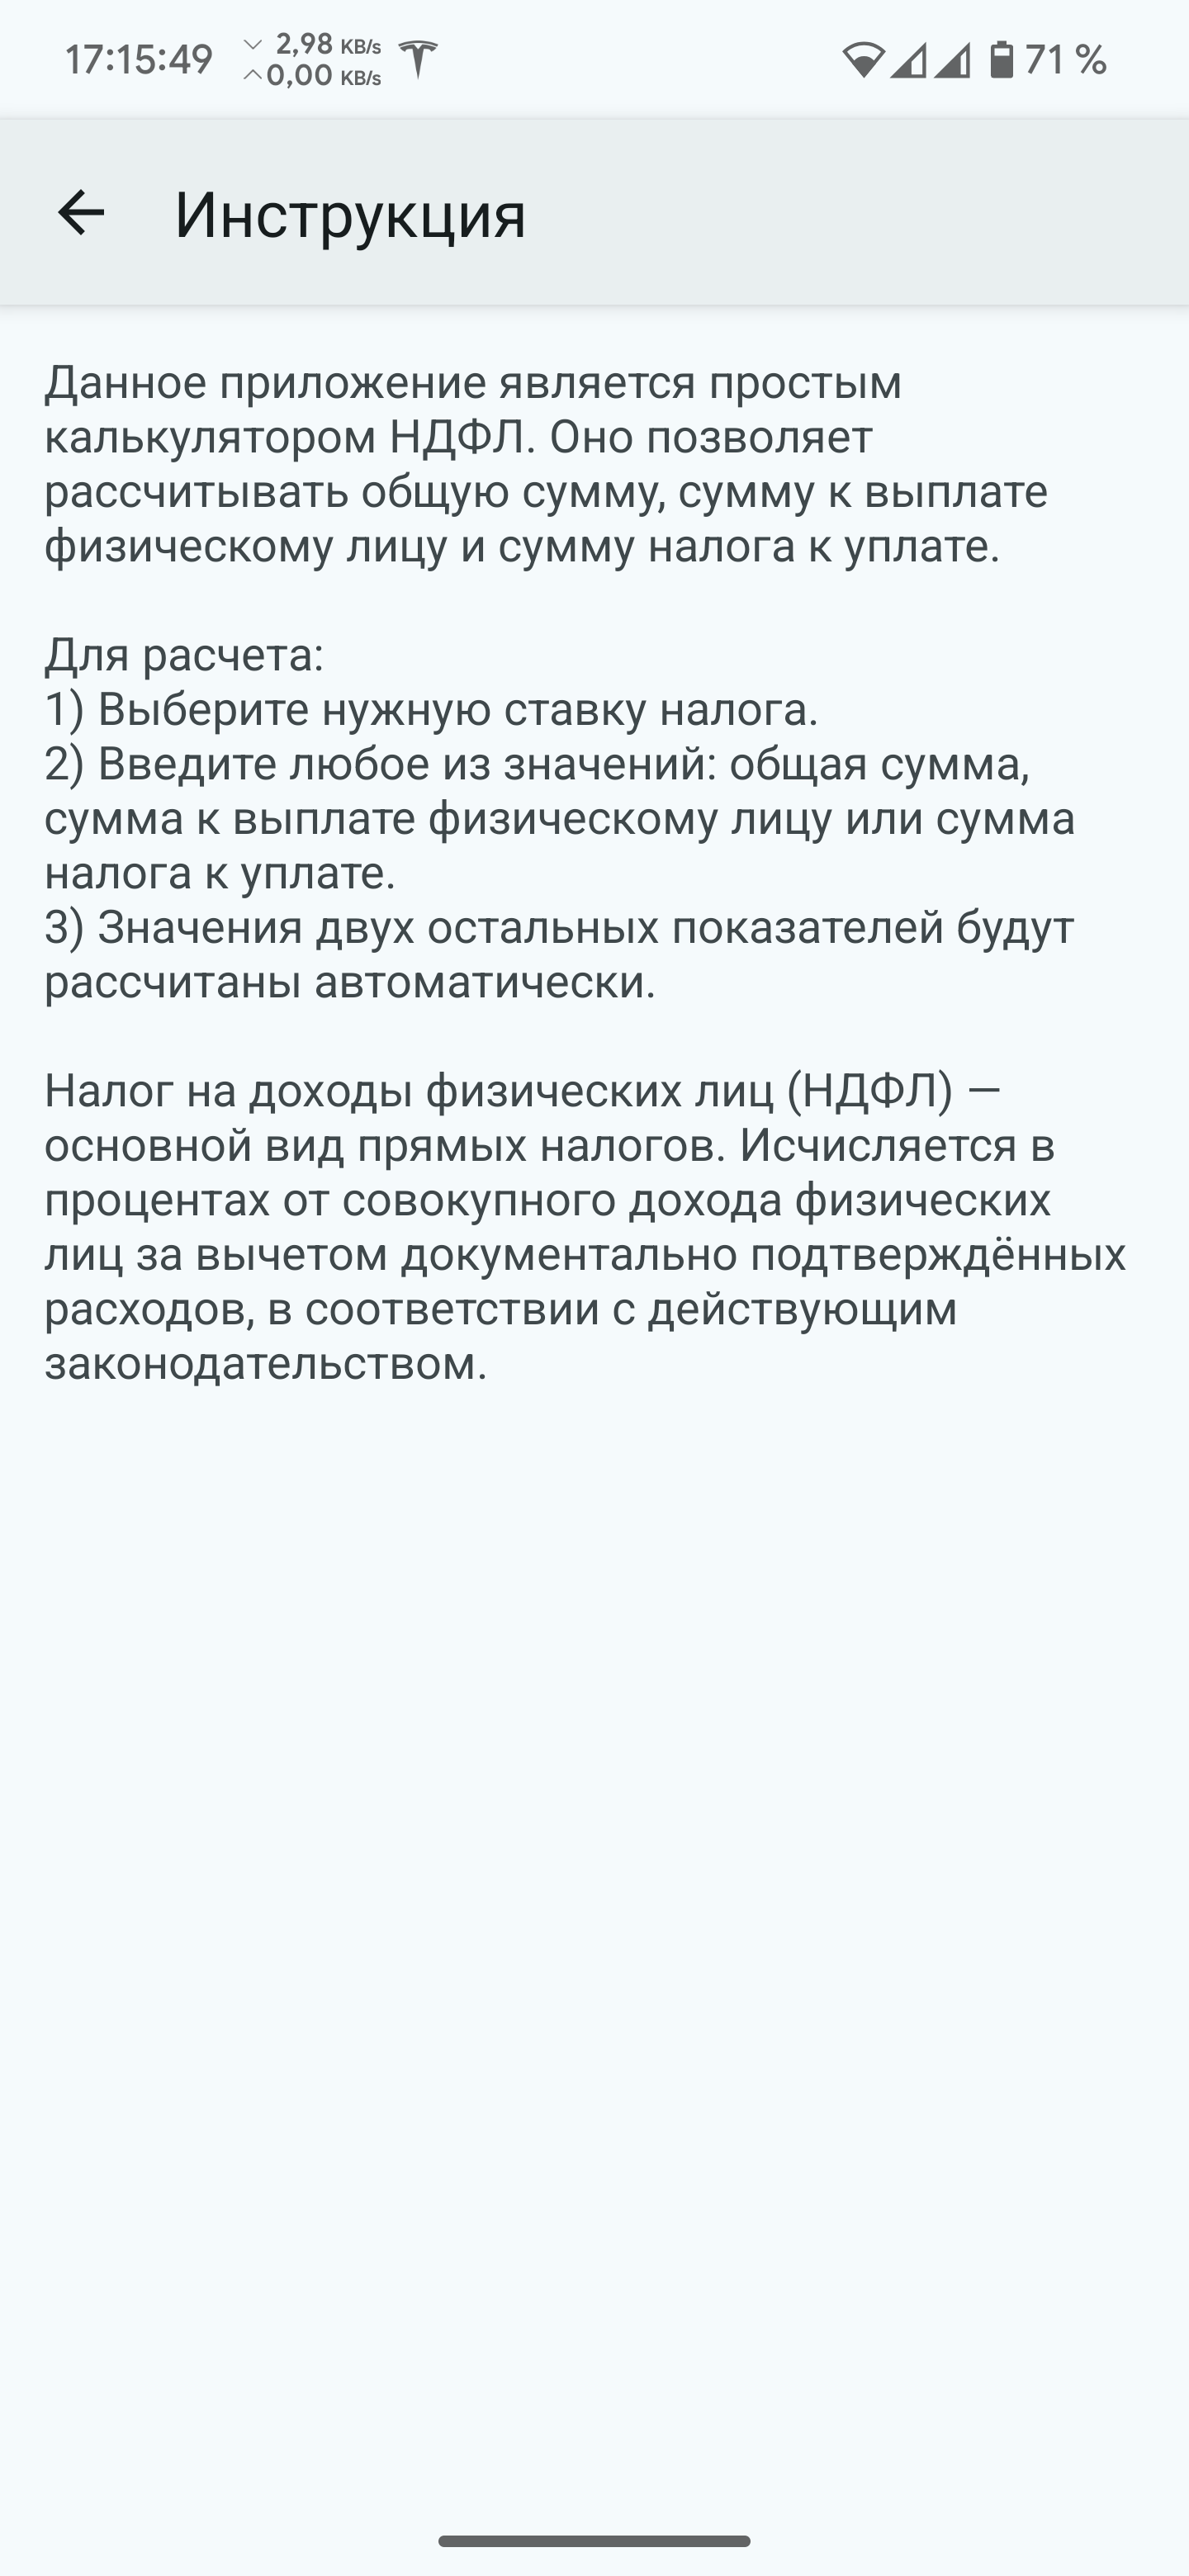 17:15:49
2,98 KB/s
0,00 KB/s
71 %
Инструкция
Данное приложение является простым
калькулятором НДФЛ. Оно позволяет
рассчитывать общую сумму, сумму к выплате
физическому лицу и сумму налога к уплате.
Для расчета:
1) Выберите нужную ставку налога.
2) Введите любое из значений: общая сумма,
сумма к выплате физическому лицу или сумма
налога к уплате.
3) Значения двух остальных показателей будут
рассчитаны автоматически.
Налог на доходы физических лиц (НДФЛ) —
основной вид прямых налогов. Исчисляется в
процентах от совокупного дохода физических
лиц за вычетом документально подтверждённых
расходов, в соответствии с действующим
законодательством.